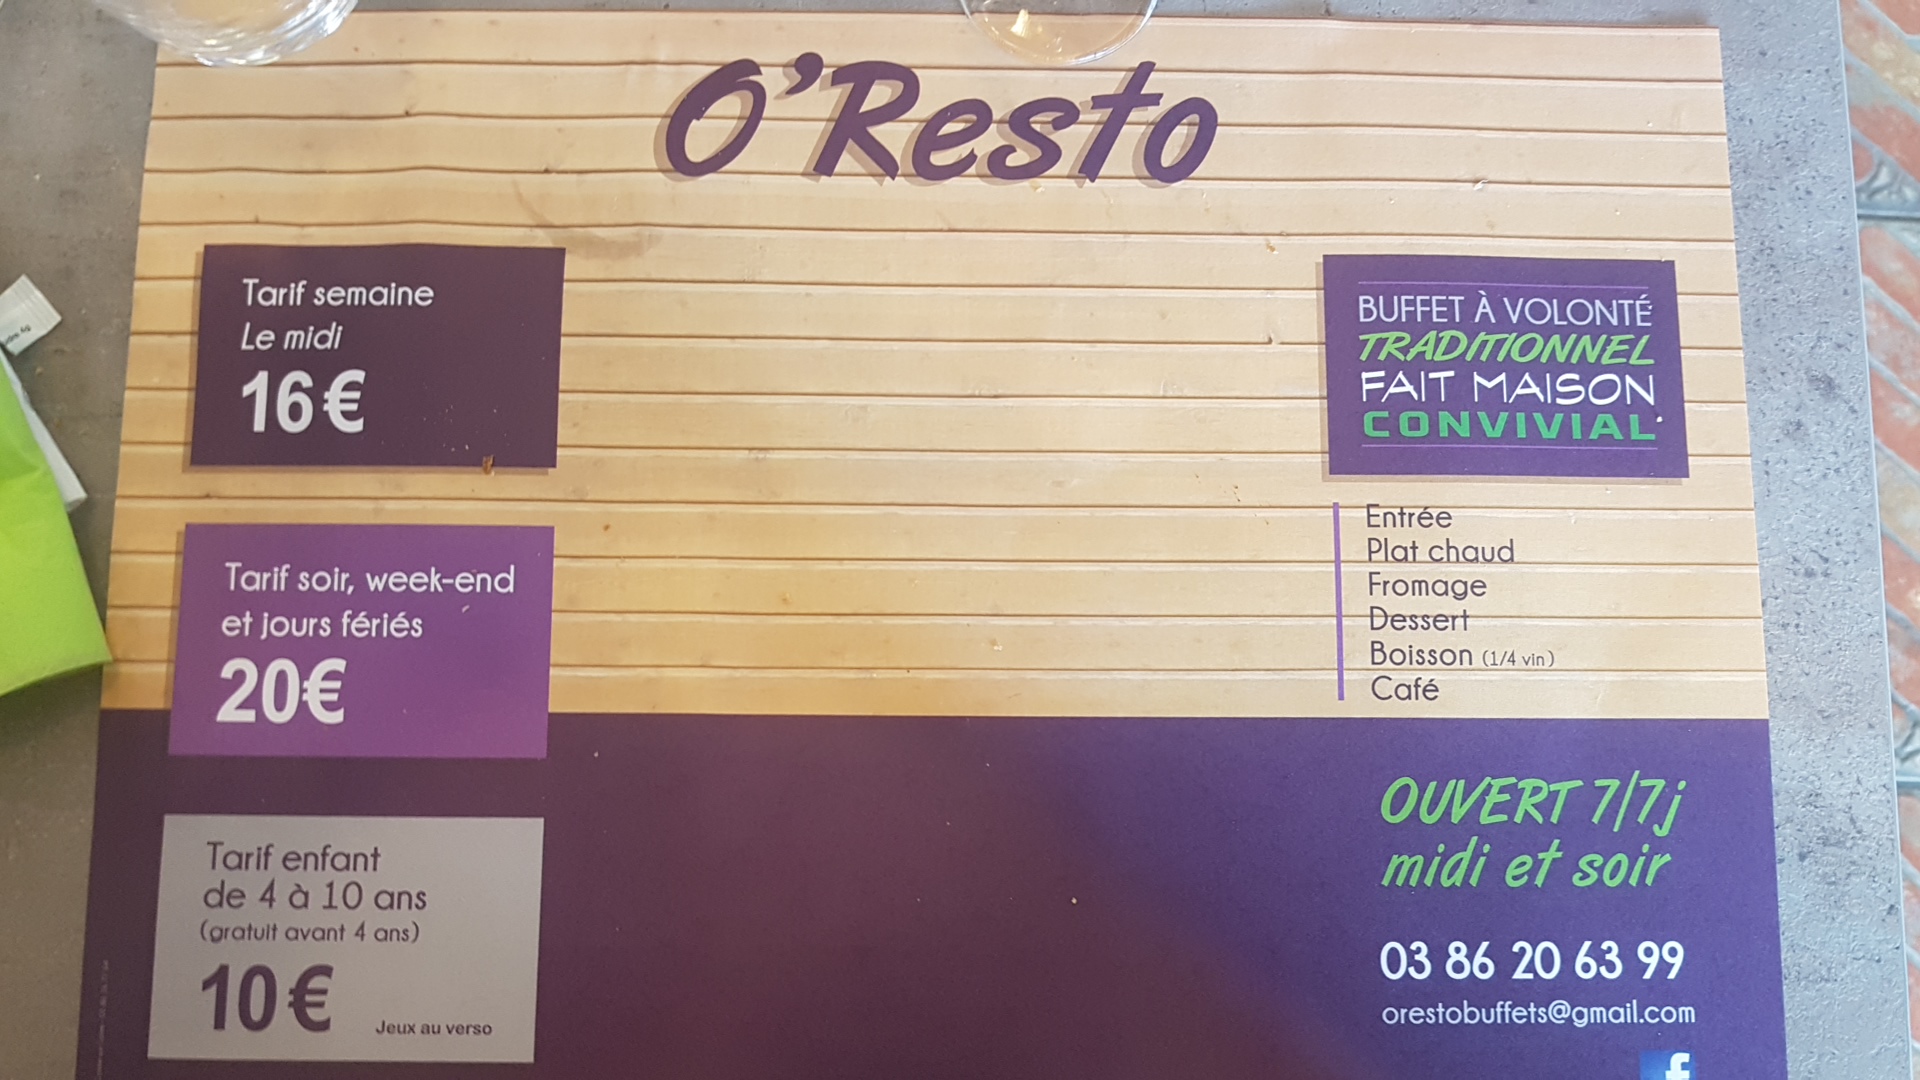 O'Resto
Tarif semaine
Le midi
16€
Tarif soir, week-end
et jours fériés
20€
Tarif enfant
de 4 à 10 ans
(gratuit avant 4 ans)
10€
Jeux au verso
BUFFET À VOLONTÉ
TRADITIONNEL
FAIT MAISON
CONVIVIAL
Entrée
Plat chaud
Fromage
Dessert
Boisson (1/4 vin)
Café
OUVERT 7/7j
midi et soir
03 86 20 63 99
orestobuffets@gmail.com
f